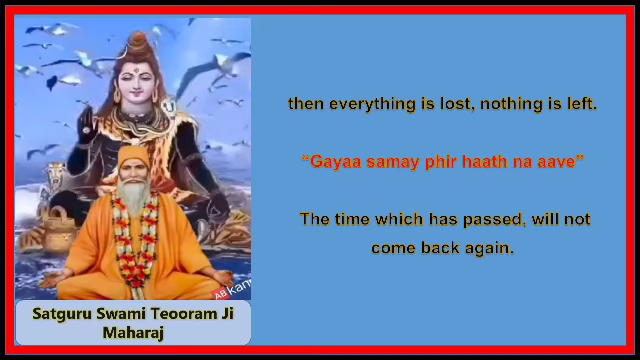 then everything is lost, nothing is left.
“Gayaa samay phir haath na aave”
The time which has passed, will not
come back again.
AB
Satguru Swami Teooram Ji
Maharaj